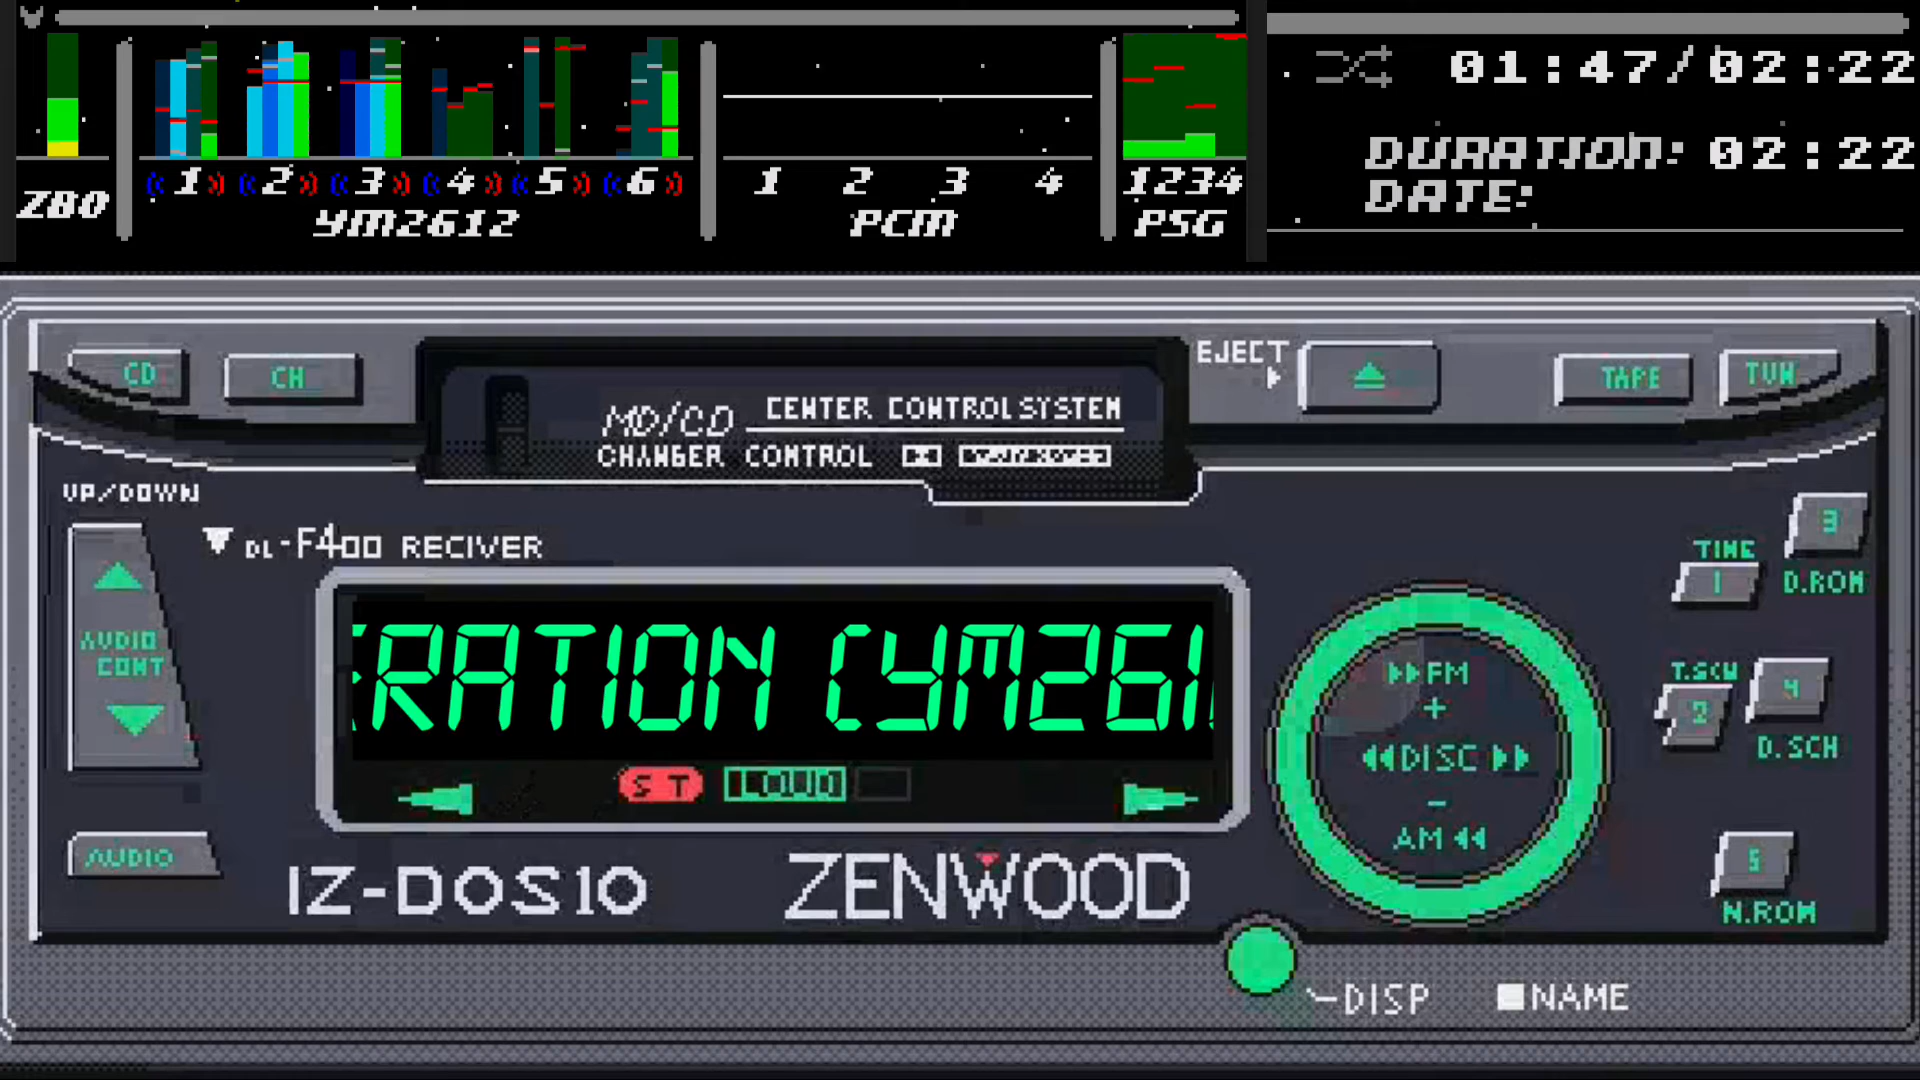 01:47/02:22
DURATION: 02:22
DATE:
Z80
1 2 3 4 5 6
YM2612
1 2 3 4
PCM
1234
PSG
CD
CH
EJECT
TAPE
TUN
MD/CD CENTER CONTROL SYSTEM
CHANGER CONTROL
UP/DOWN
DL-F400 RECIVER
AUDIO
CONT
AUDIO
RATION (YM261
ST
LOUD
IZ-DOS10
ZENWOOD
FM
+
DISC
-
AM
TIME
1
3
D.ROM
T.SCH
2
4
D.SCH
5
N.ROM
DISP
NAME